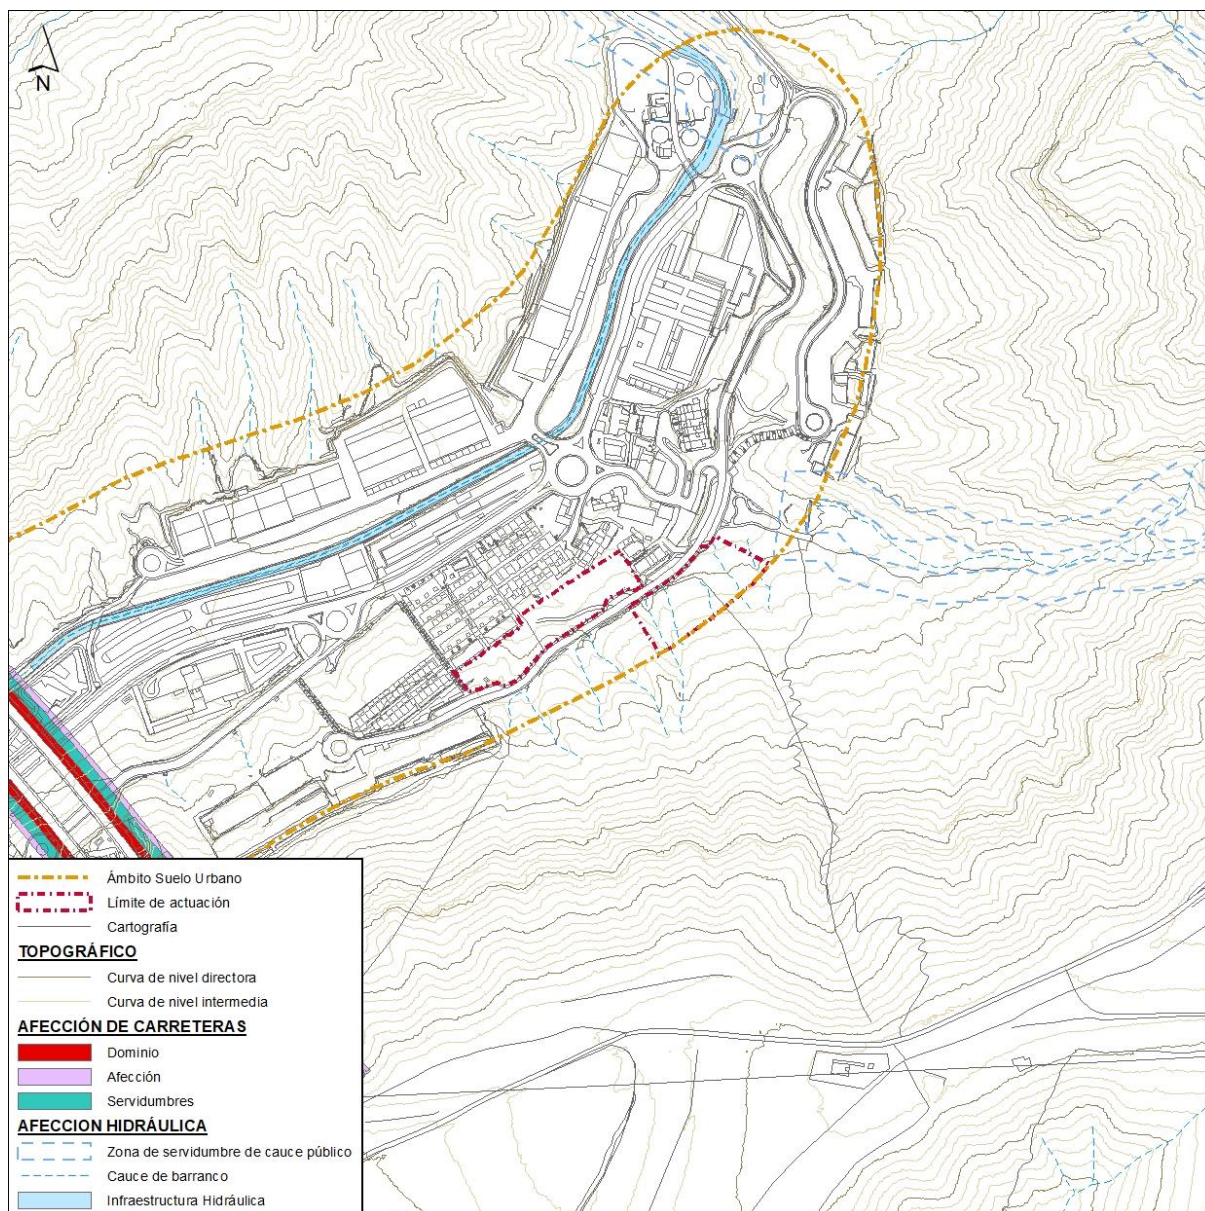 N
Ámbito Suelo Urbano
Límite de actuación
Cartografía
TOPOGRÁFICO
Curva de nivel directora
Curva de nivel intermedia
AFECCIÓN DE CARRETERAS
Dominio
Afección
Servidumbres
AFECCION HIDRÁULICA
Zona de servidumbre de cauce público
Cauce de barranco
Infraestructura Hidráulica